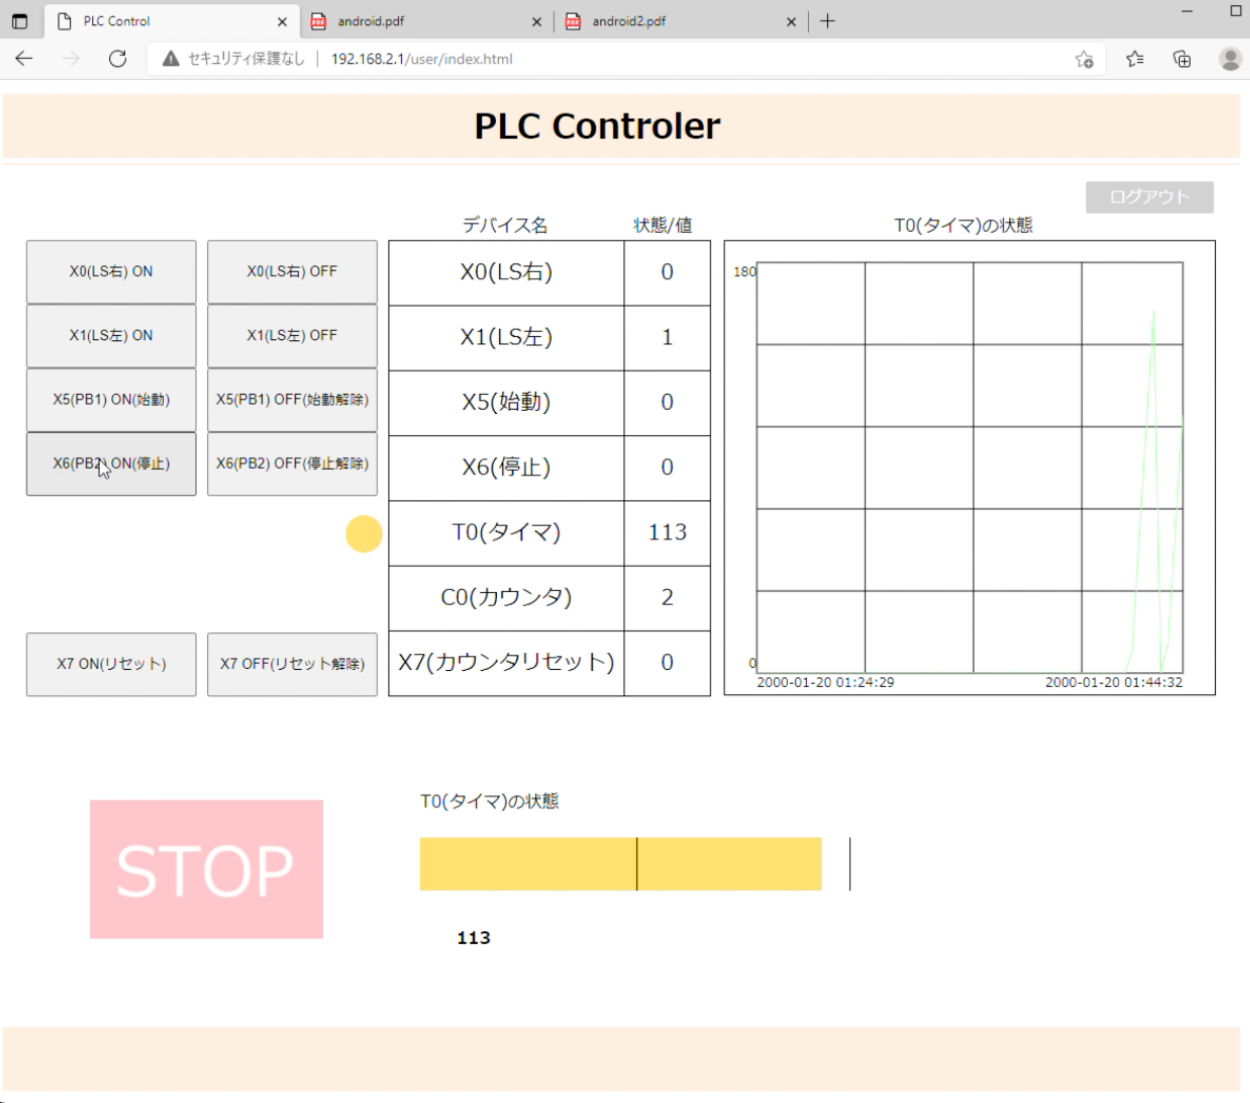 PLC Control
android.pdf
android2.pdf
セキュリティ保護なし
192.168.2.1/user/index.html
PLC Controler
ログアウト
デバイス名 状態/値
T0(タイマ)の状態
X0(LS右) ON X0(LS右) OFF
X0(LS右) 0
X1(LS左) ON X1(LS左) OFF
X1(LS左) 1
X5(PB1) ON(始動) X5(PB1) OFF(始動解除)
X5(始動) 0
X6(PB2) ON(停止) X6(PB2) OFF(停止解除)
X6(停止) 0
T0(タイマ) 113
C0(カウンタ) 2
X7 ON(リセット) X7 OFF(リセット解除)
X7(カウンタリセット) 0
180
0
2000-01-20 01:24:29 2000-01-20 01:44:32
STOP
T0(タイマ)の状態
113